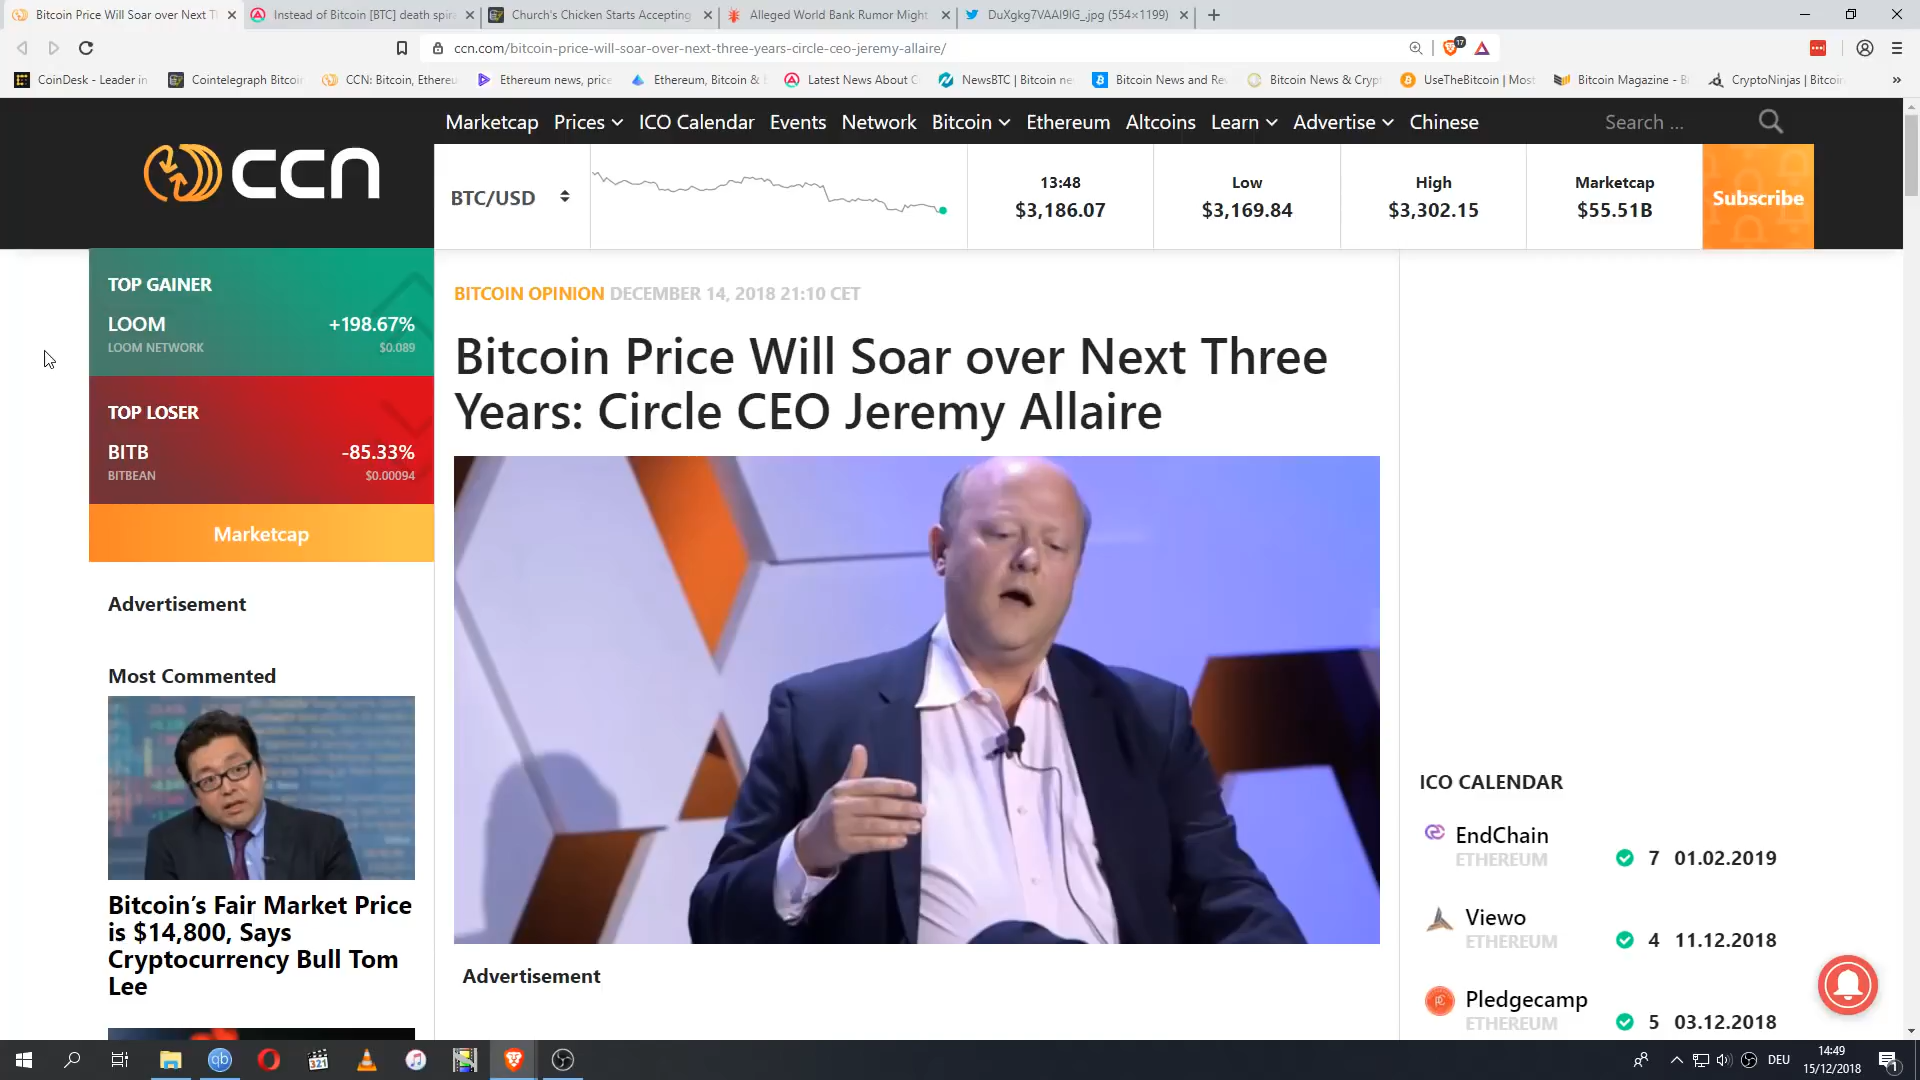 Bitcoin Price Will Soar over Next T
Instead of Bitcoin [BTC] death spir
Church's Chicken Starts Accepting
Alleged World Bank Rumor Might
DuXgkg7VAAI9IG_.jpg (554×1199)
ccn.com/bitcoin-price-will-soar-over-next-three-years-circle-ceo-jeremy-allaire/
17
CoinDesk - Leader in
Cointelegraph Bitcoi
CCN: Bitcoin, Ethereu
Ethereum news, price
Ethereum, Bitcoin &
Latest News About C
NewsBTC | Bitcoin ne
Bitcoin News and Re
Bitcoin News & Cryp
UseTheBitcoin | Most
Bitcoin Magazine - B
CryptoNinjas | Bitcoi
ccn
Marketcap Prices ICO Calendar Events Network Bitcoin Ethereum Altcoins Learn Advertise Chinese
Search ...
BTC/USD
13:48
$3,186.07
Low
$3,169.84
High
$3,302.15
Marketcap
$55.51B
Subscribe
TOP GAINER
LOOM +198.67%
LOOM NETWORK $0.089
TOP LOSER
BITB -85.33%
BITBEAN $0.00094
Marketcap
Advertisement
Most Commented
Bitcoin’s Fair Market Price
is $14,800, Says
Cryptocurrency Bull Tom
Lee
BITCOIN OPINION DECEMBER 14, 2018 21:10 CET
Bitcoin Price Will Soar over Next Three
Years: Circle CEO Jeremy Allaire
Advertisement
ICO CALENDAR
EndChain
ETHEREUM 7 01.02.2019
Viewo
ETHEREUM 4 11.12.2018
Pledgecamp
ETHEREUM 5 03.12.2018
qb
321
DEU
14:49
15/12/2018
1